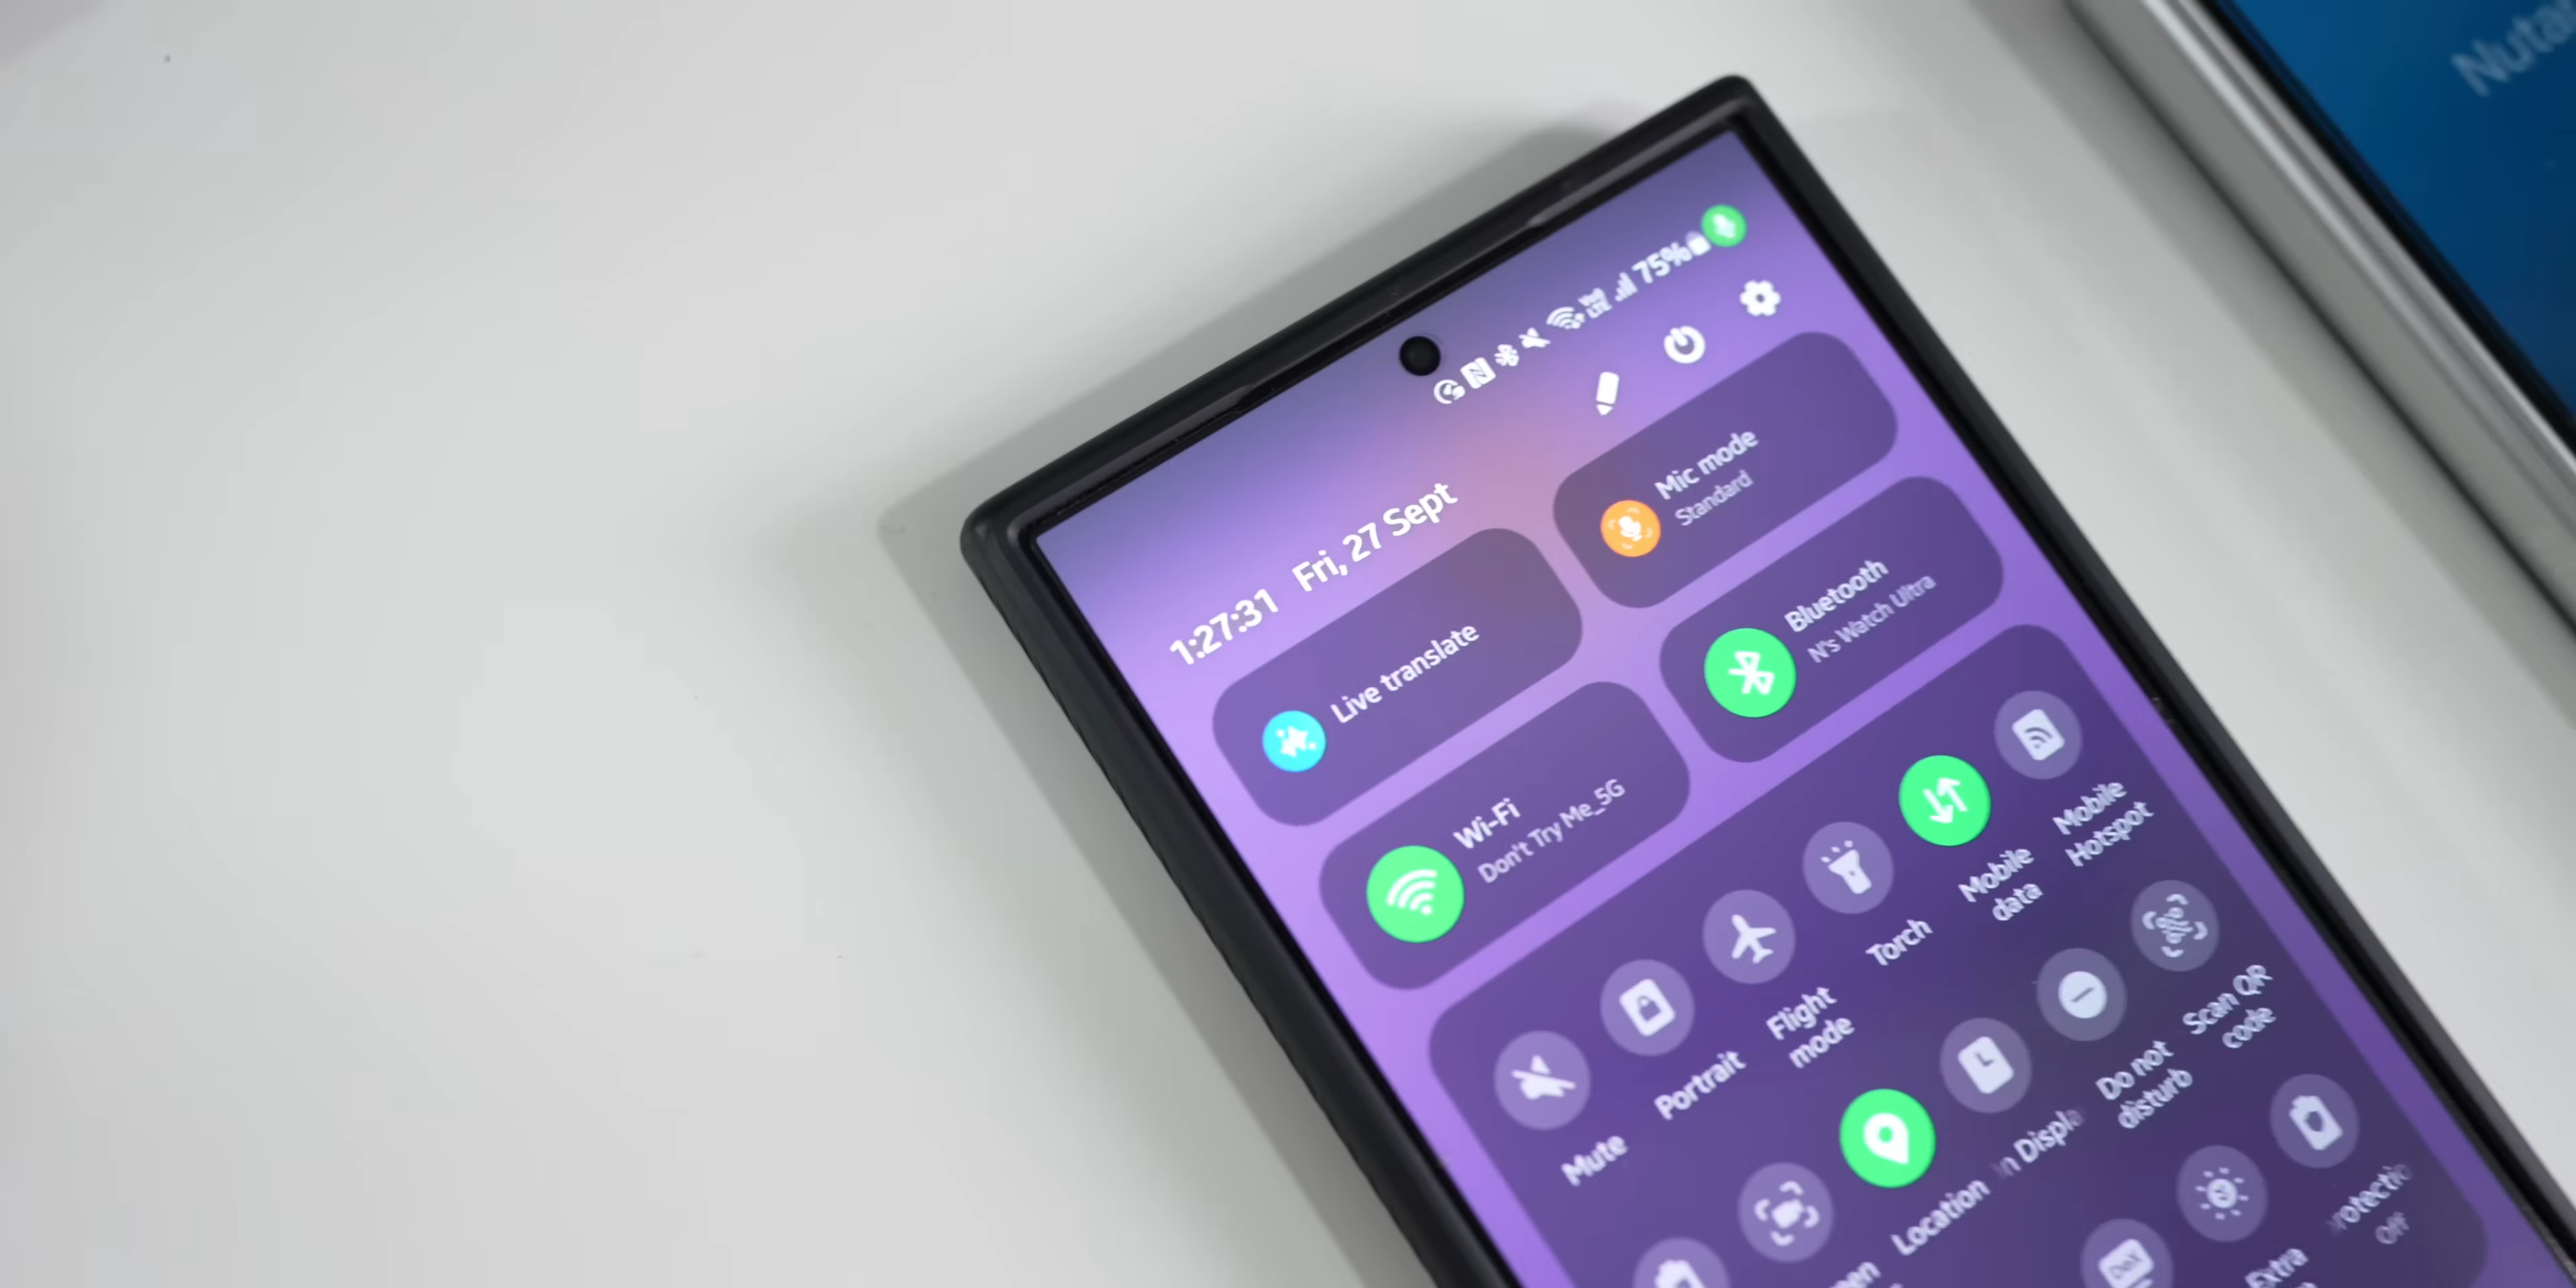 75%
1:27:31 Fri, 27 Sept
Live translate
Mic mode
Standard
Wi-Fi
Don't Try Me_5G
Bluetooth
N's Watch Ultra
Mute
Portrait
Flight
mode
Torch
Mobile
data
Mobile
Hotspot
Location
Do not
disturb
Scan QR
code
DeX
Extra
Off